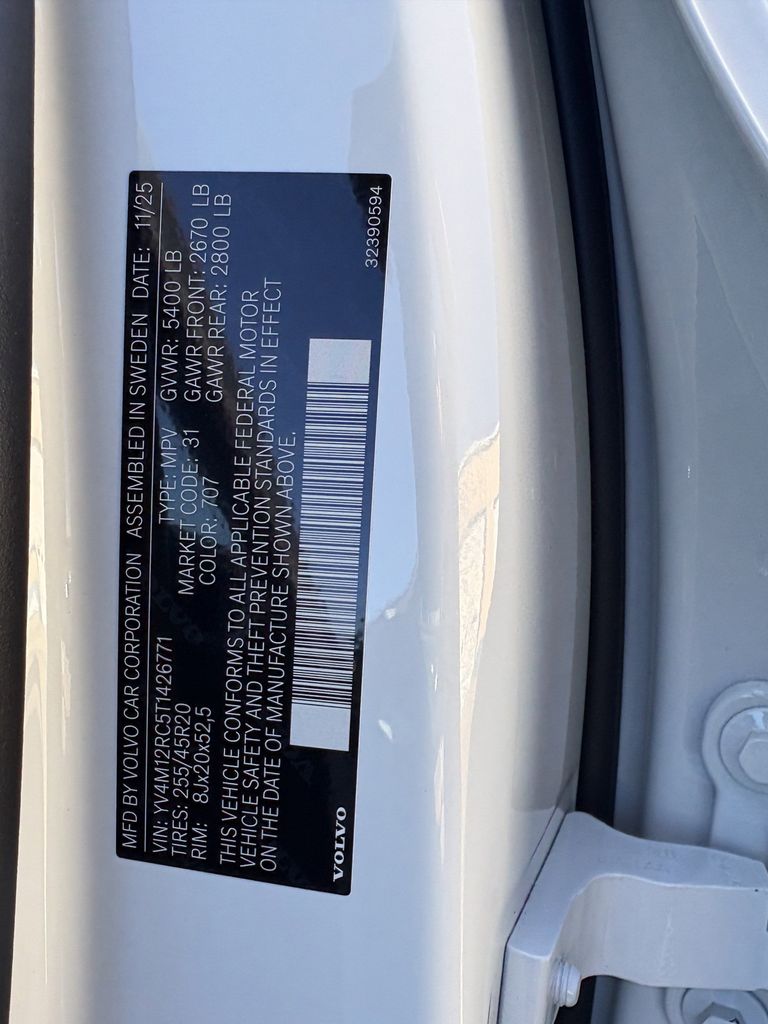 MFD BY VOLVO CAR CORPORATION ASSEMBLED IN SWEDEN DATE: 11/25
VIN: YV4M12RC5T1426771 TYPE: MPV GVWR: 5400 LB
TIRES: 255/45R20 MARKET CODE: 31 GAWR FRONT: 2670 LB
RIM: 8Jx20x52,5 COLOR: 707 GAWR REAR: 2800 LB
THIS VEHICLE CONFORMS TO ALL APPLICABLE FEDERAL MOTOR
VEHICLE SAFETY AND THEFT PREVENTION STANDARDS IN EFFECT
ON THE DATE OF MANUFACTURE SHOWN ABOVE.
VOLVO 32390594